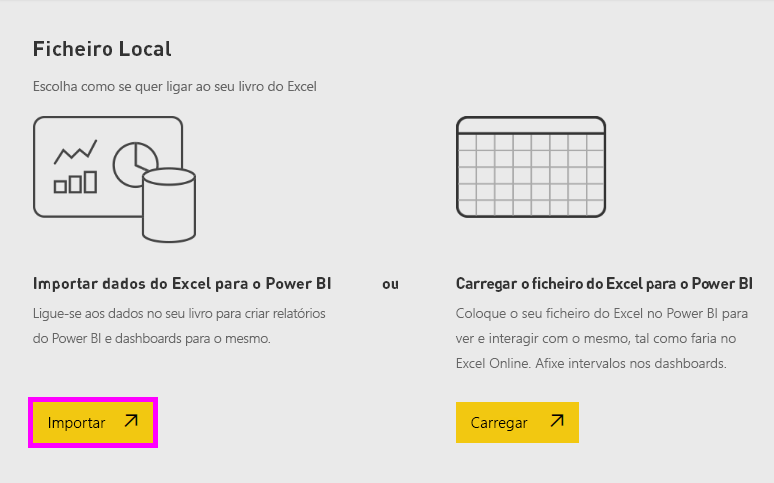 Ficheiro Local
Escolha como se quer ligar ao seu livro do Excel
Importar dados do Excel para o Power BI
Ligue-se aos dados no seu livro para criar relatórios
do Power BI e dashboards para o mesmo.
Importar
ou
Carregar o ficheiro do Excel para o Power BI
Coloque o seu ficheiro do Excel no Power BI para
ver e interagir com o mesmo, tal como faria no
Excel Online. Afixe intervalos nos dashboards.
Carregar